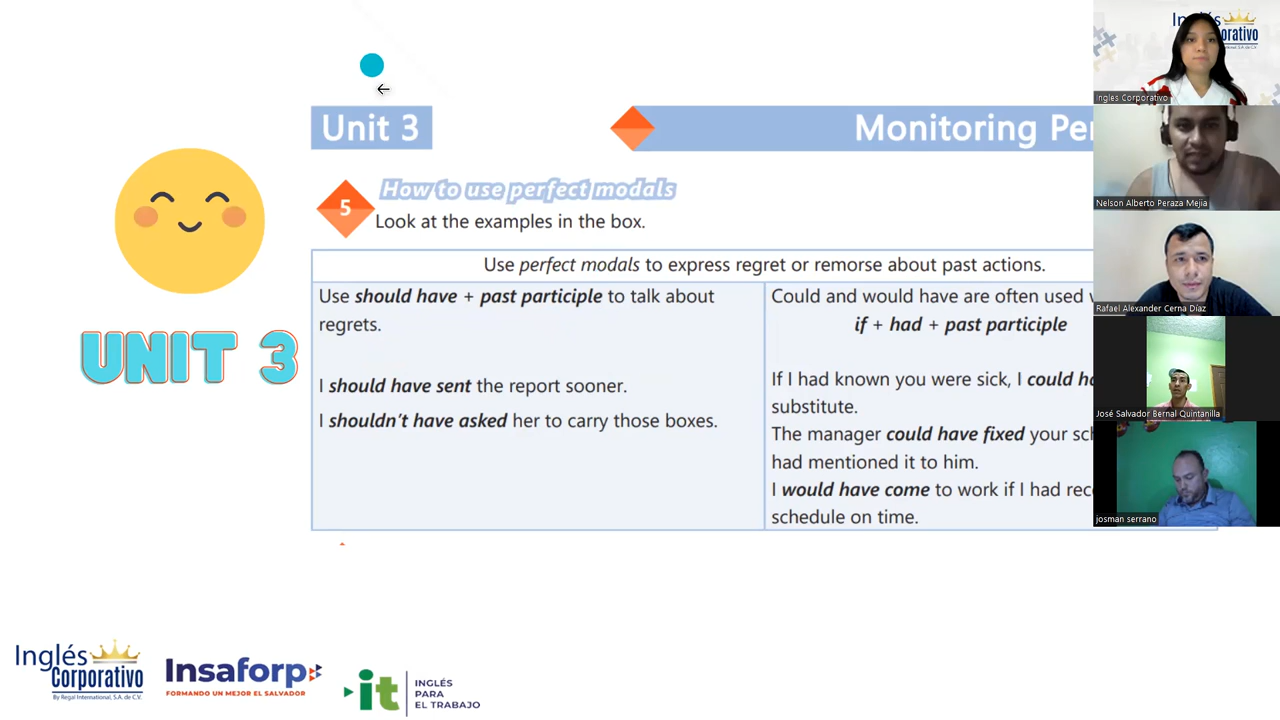 Unit 3
Monitoring Per
How to use perfect modals
5
Look at the examples in the box.
Use perfect modals to express regret or remorse about past actions.
Use should have + past participle to talk about
regrets.
I should have sent the report sooner.
I shouldn't have asked her to carry those boxes.
Could and would have are often used
if + had + past participle
If I had known you were sick, I could
substitute.
The manager could have fixed your
had mentioned it to him.
I would have come to work if I had
schedule on time.
UNIT 3
Inglés
Corporativo
By Regal International, S.A. de C.V.
Insaforp
FORMANDO UN MEJOR EL SALVADOR
it
INGLÉS
PARA
EL TRABAJO
Ingles Corporativo
Nelson Alberto Peraza Mejia
Rafael Alexander Cerna Díaz
José Salvador Bernal Quintanilla
josman serrano